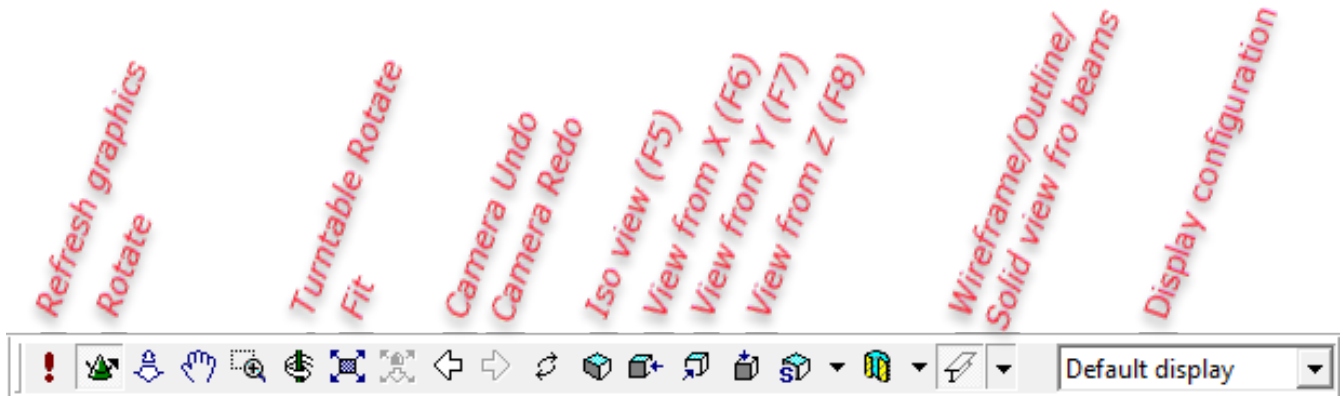 Refresh graphics
Rotate
Turntable Rotate
Fit
Camera Undo
Camera Redo
Iso view (F5)
View from X (F6)
View from Y (F7)
View from Z (F8)
Wireframe/Outline/
Solid view fro beams
Display configuration
S
Default display